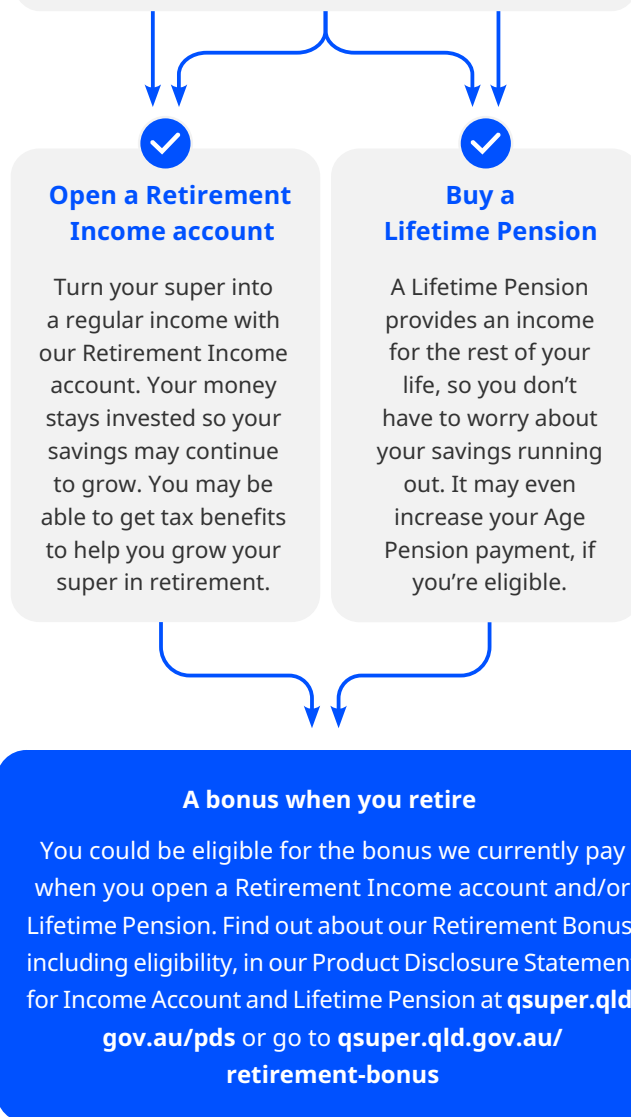 Open a Retirement
Income account
Turn your super into
a regular income with
our Retirement Income
account. Your money
stays invested so your
savings may continue
to grow. You may be
able to get tax benefits
to help you grow your
super in retirement.
Buy a
Lifetime Pension
A Lifetime Pension
provides an income
for the rest of your
life, so you don’t
have to worry about
your savings running
out. It may even
increase your Age
Pension payment, if
you’re eligible.
A bonus when you retire
You could be eligible for the bonus we currently pay
when you open a Retirement Income account and/or
Lifetime Pension. Find out about our Retirement Bonus
including eligibility, in our Product Disclosure Statement
for Income Account and Lifetime Pension at qsuper.qld.
gov.au/pds or go to qsuper.qld.gov.au/
retirement-bonus